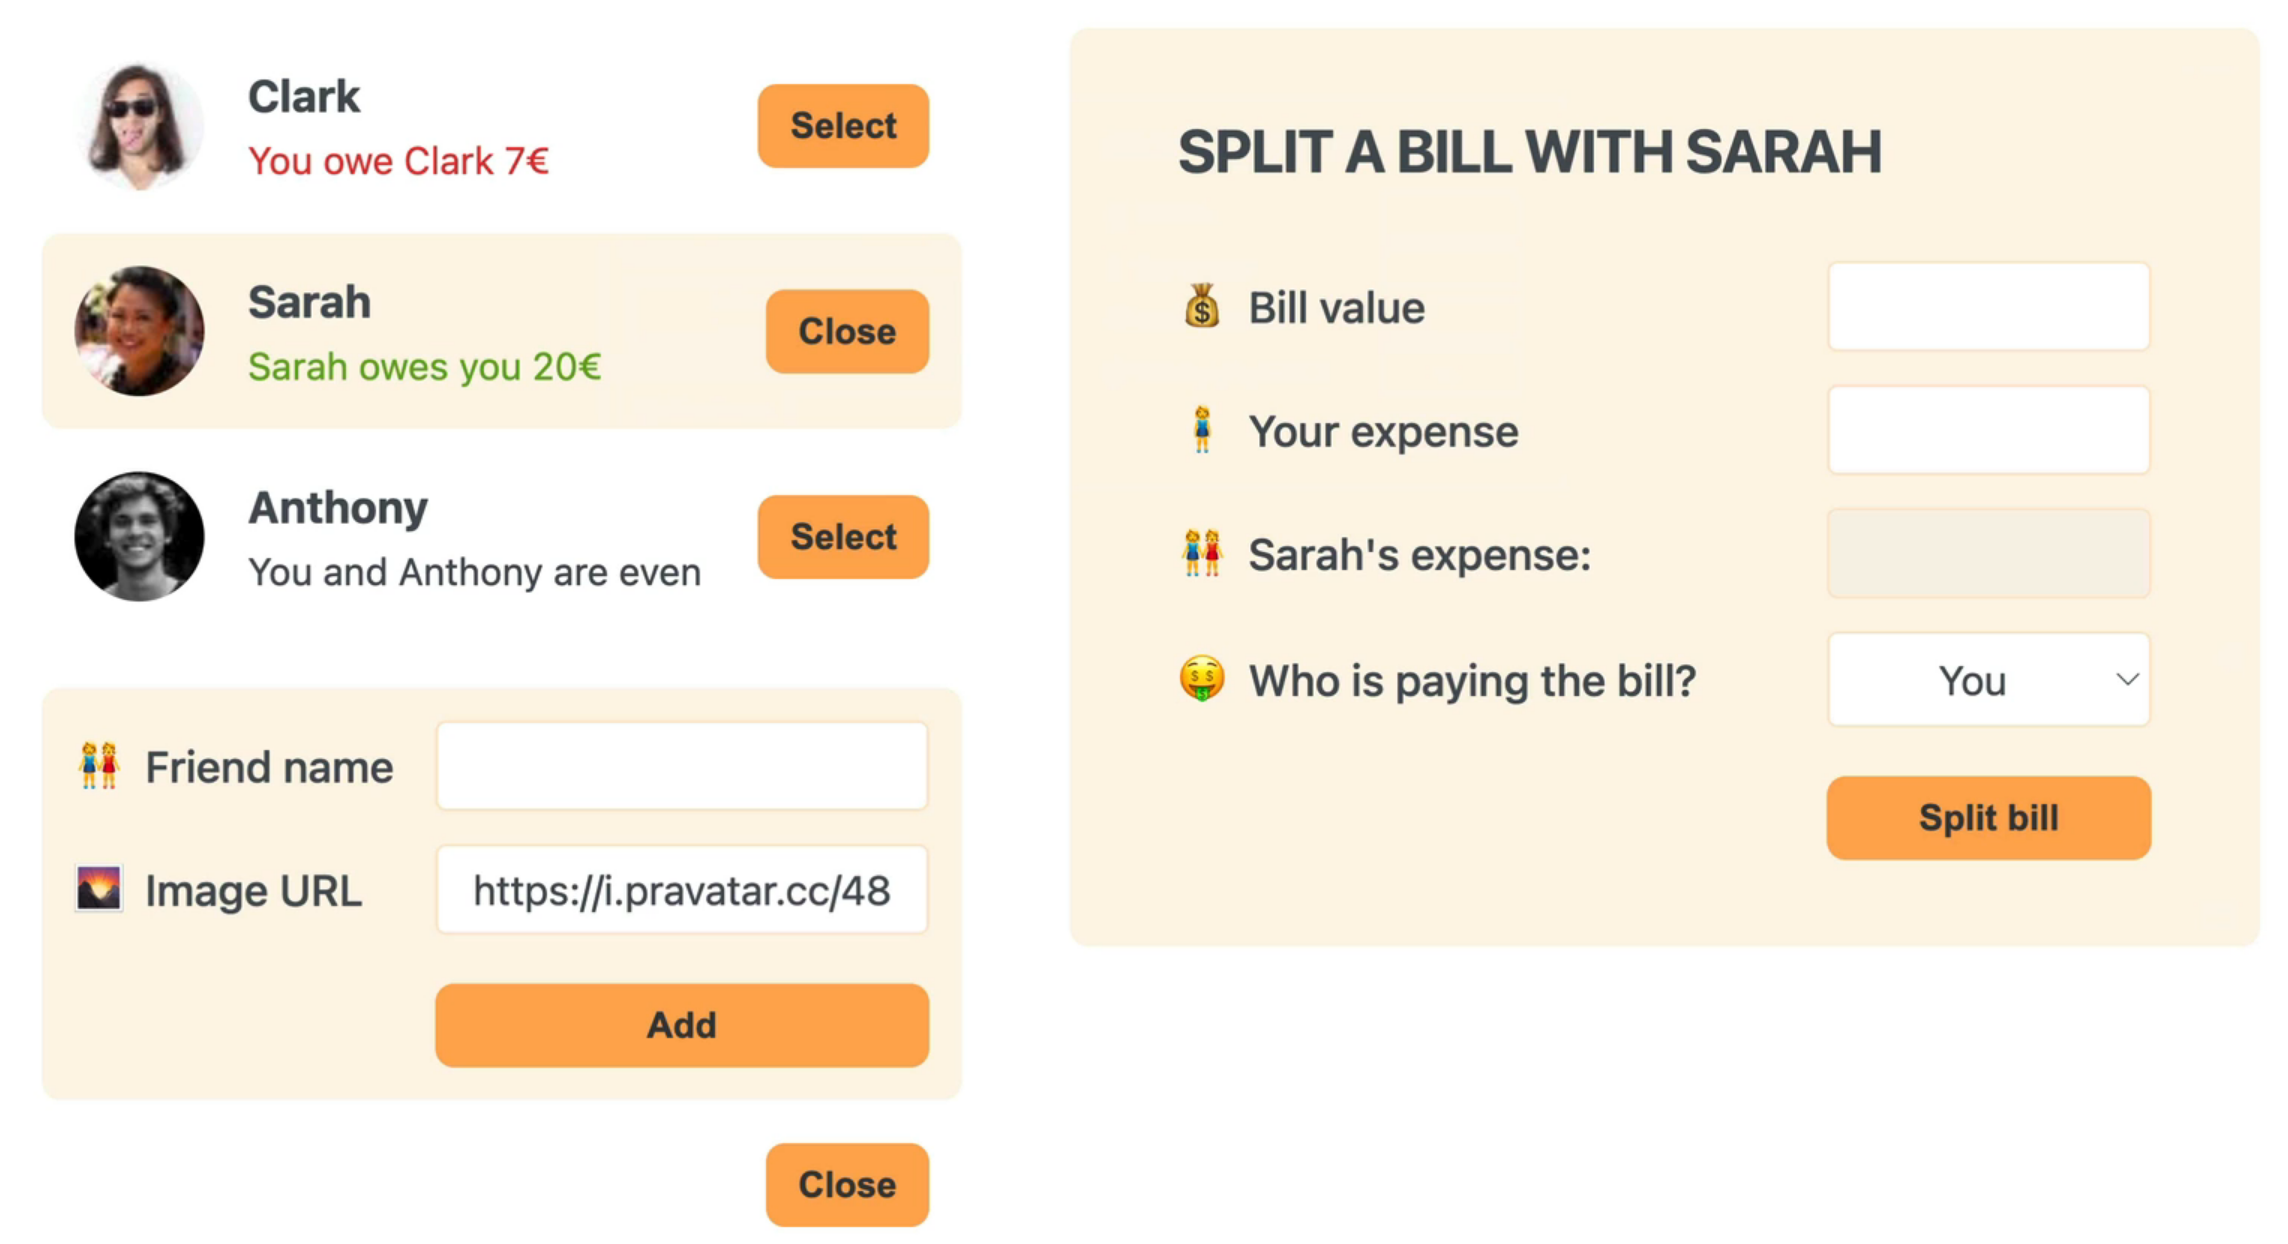 Clark
You owe Clark 7€
Select
Sarah
Sarah owes you 20€
Close
Anthony
You and Anthony are even
Select
Friend name
Image URL
https://i.pravatar.cc/48
Add
Close
SPLIT A BILL WITH SARAH
Bill value
Your expense
Sarah's expense:
Who is paying the bill?
You
Split bill